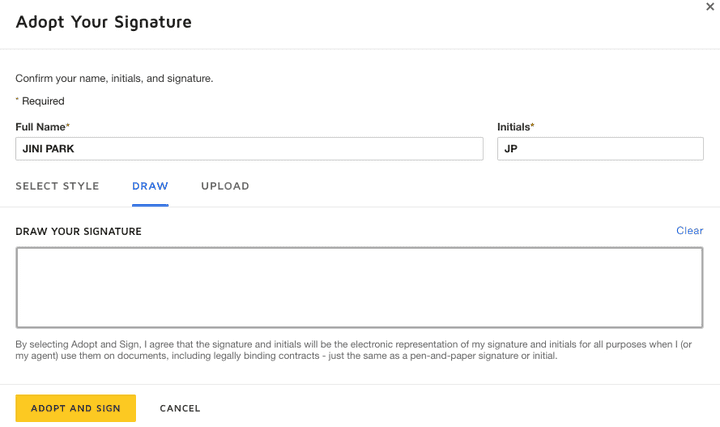 Adopt Your Signature
Confirm your name, initials, and signature.
* Required
Full Name*
Initials*
JINI PARK
JP
SELECT STYLE
DRAW
UPLOAD
DRAW YOUR SIGNATURE
Clear
By selecting Adopt and Sign, I agree that the signature and initials will be the electronic representation of my signature and initials for all purposes when I (or
my agent) use them on documents, including legally binding contracts - just the same as a pen-and-paper signature or initial.
ADOPT AND SIGN
CANCEL